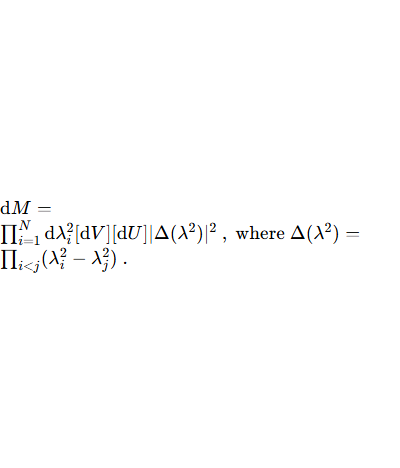 dM =
∏_{i=1}^{N} dλ_i^2[dV][dU]|Δ(λ^2)|^2 , where Δ(λ^2) =
∏_{i<j}(λ_i^2 − λ_j^2) .